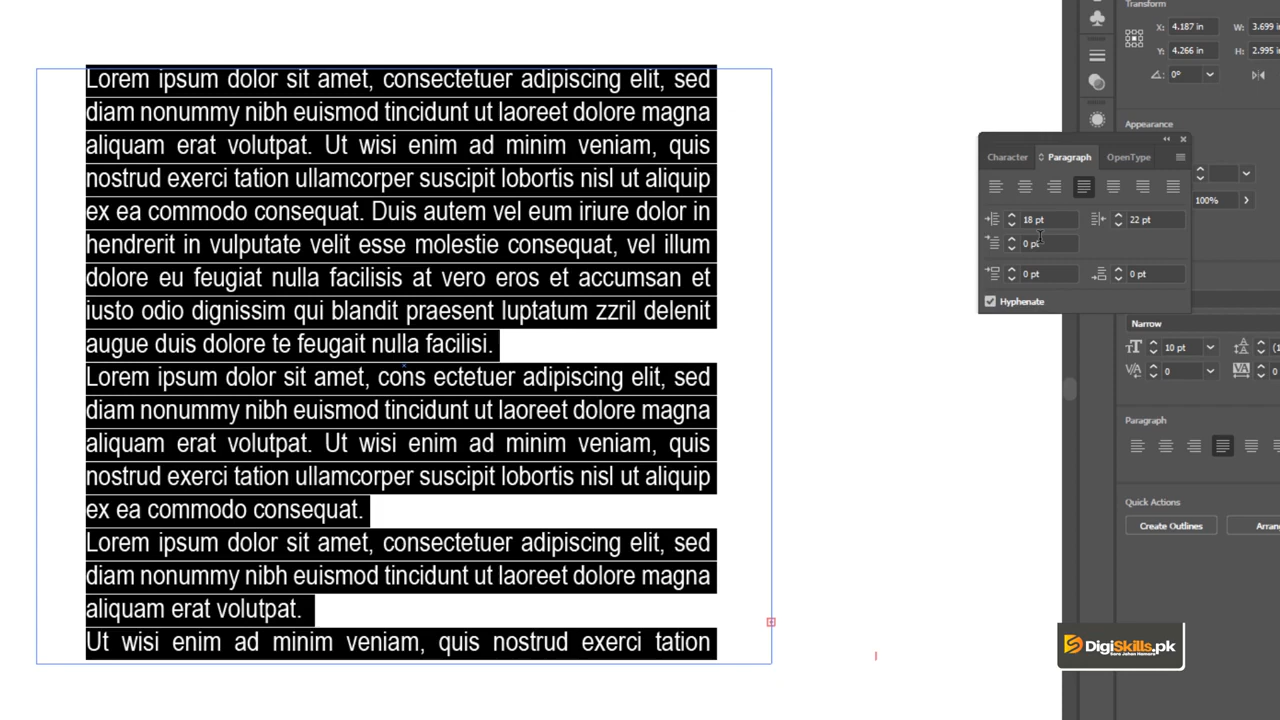 Lorem ipsum dolor sit amet, consectetuer adipiscing elit, sed
diam nonummy nibh euismod tincidunt ut laoreet dolore magna
aliquam erat volutpat. Ut wisi enim ad minim veniam, quis
nostrud exerci tation ullamcorper suscipit lobortis nisl ut aliquip
ex ea commodo consequat. Duis autem vel eum iriure dolor in
hendrerit in vulputate velit esse molestie consequat, vel illum
dolore eu feugiat nulla facilisis at vero eros et accumsan et
iusto odio dignissim qui blandit praesent luptatum zzril delenit
augue duis dolore te feugait nulla facilisi.
Lorem ipsum dolor sit amet, cons ectetuer adipiscing elit, sed
diam nonummy nibh euismod tincidunt ut laoreet dolore magna
aliquam erat volutpat. Ut wisi enim ad minim veniam, quis
nostrud exerci tation ullamcorper suscipit lobortis nisl ut aliquip
ex ea commodo consequat.
Lorem ipsum dolor sit amet, consectetuer adipiscing elit, sed
diam nonummy nibh euismod tincidunt ut laoreet dolore magna
aliquam erat volutpat.
Ut wisi enim ad minim veniam, quis nostrud exerci tation
Character Paragraph OpenType
18 pt 22 pt
0 pt
0 pt 0 pt
Hyphenate
Transform
X: 4.187 in W: 3.699 in
Y: 4.266 in H: 2.995 in
0°
Appearance
100%
Narrow
10 pt (1
0 0
Paragraph
Quick Actions
Create Outlines Arran
DigiSkills.pk